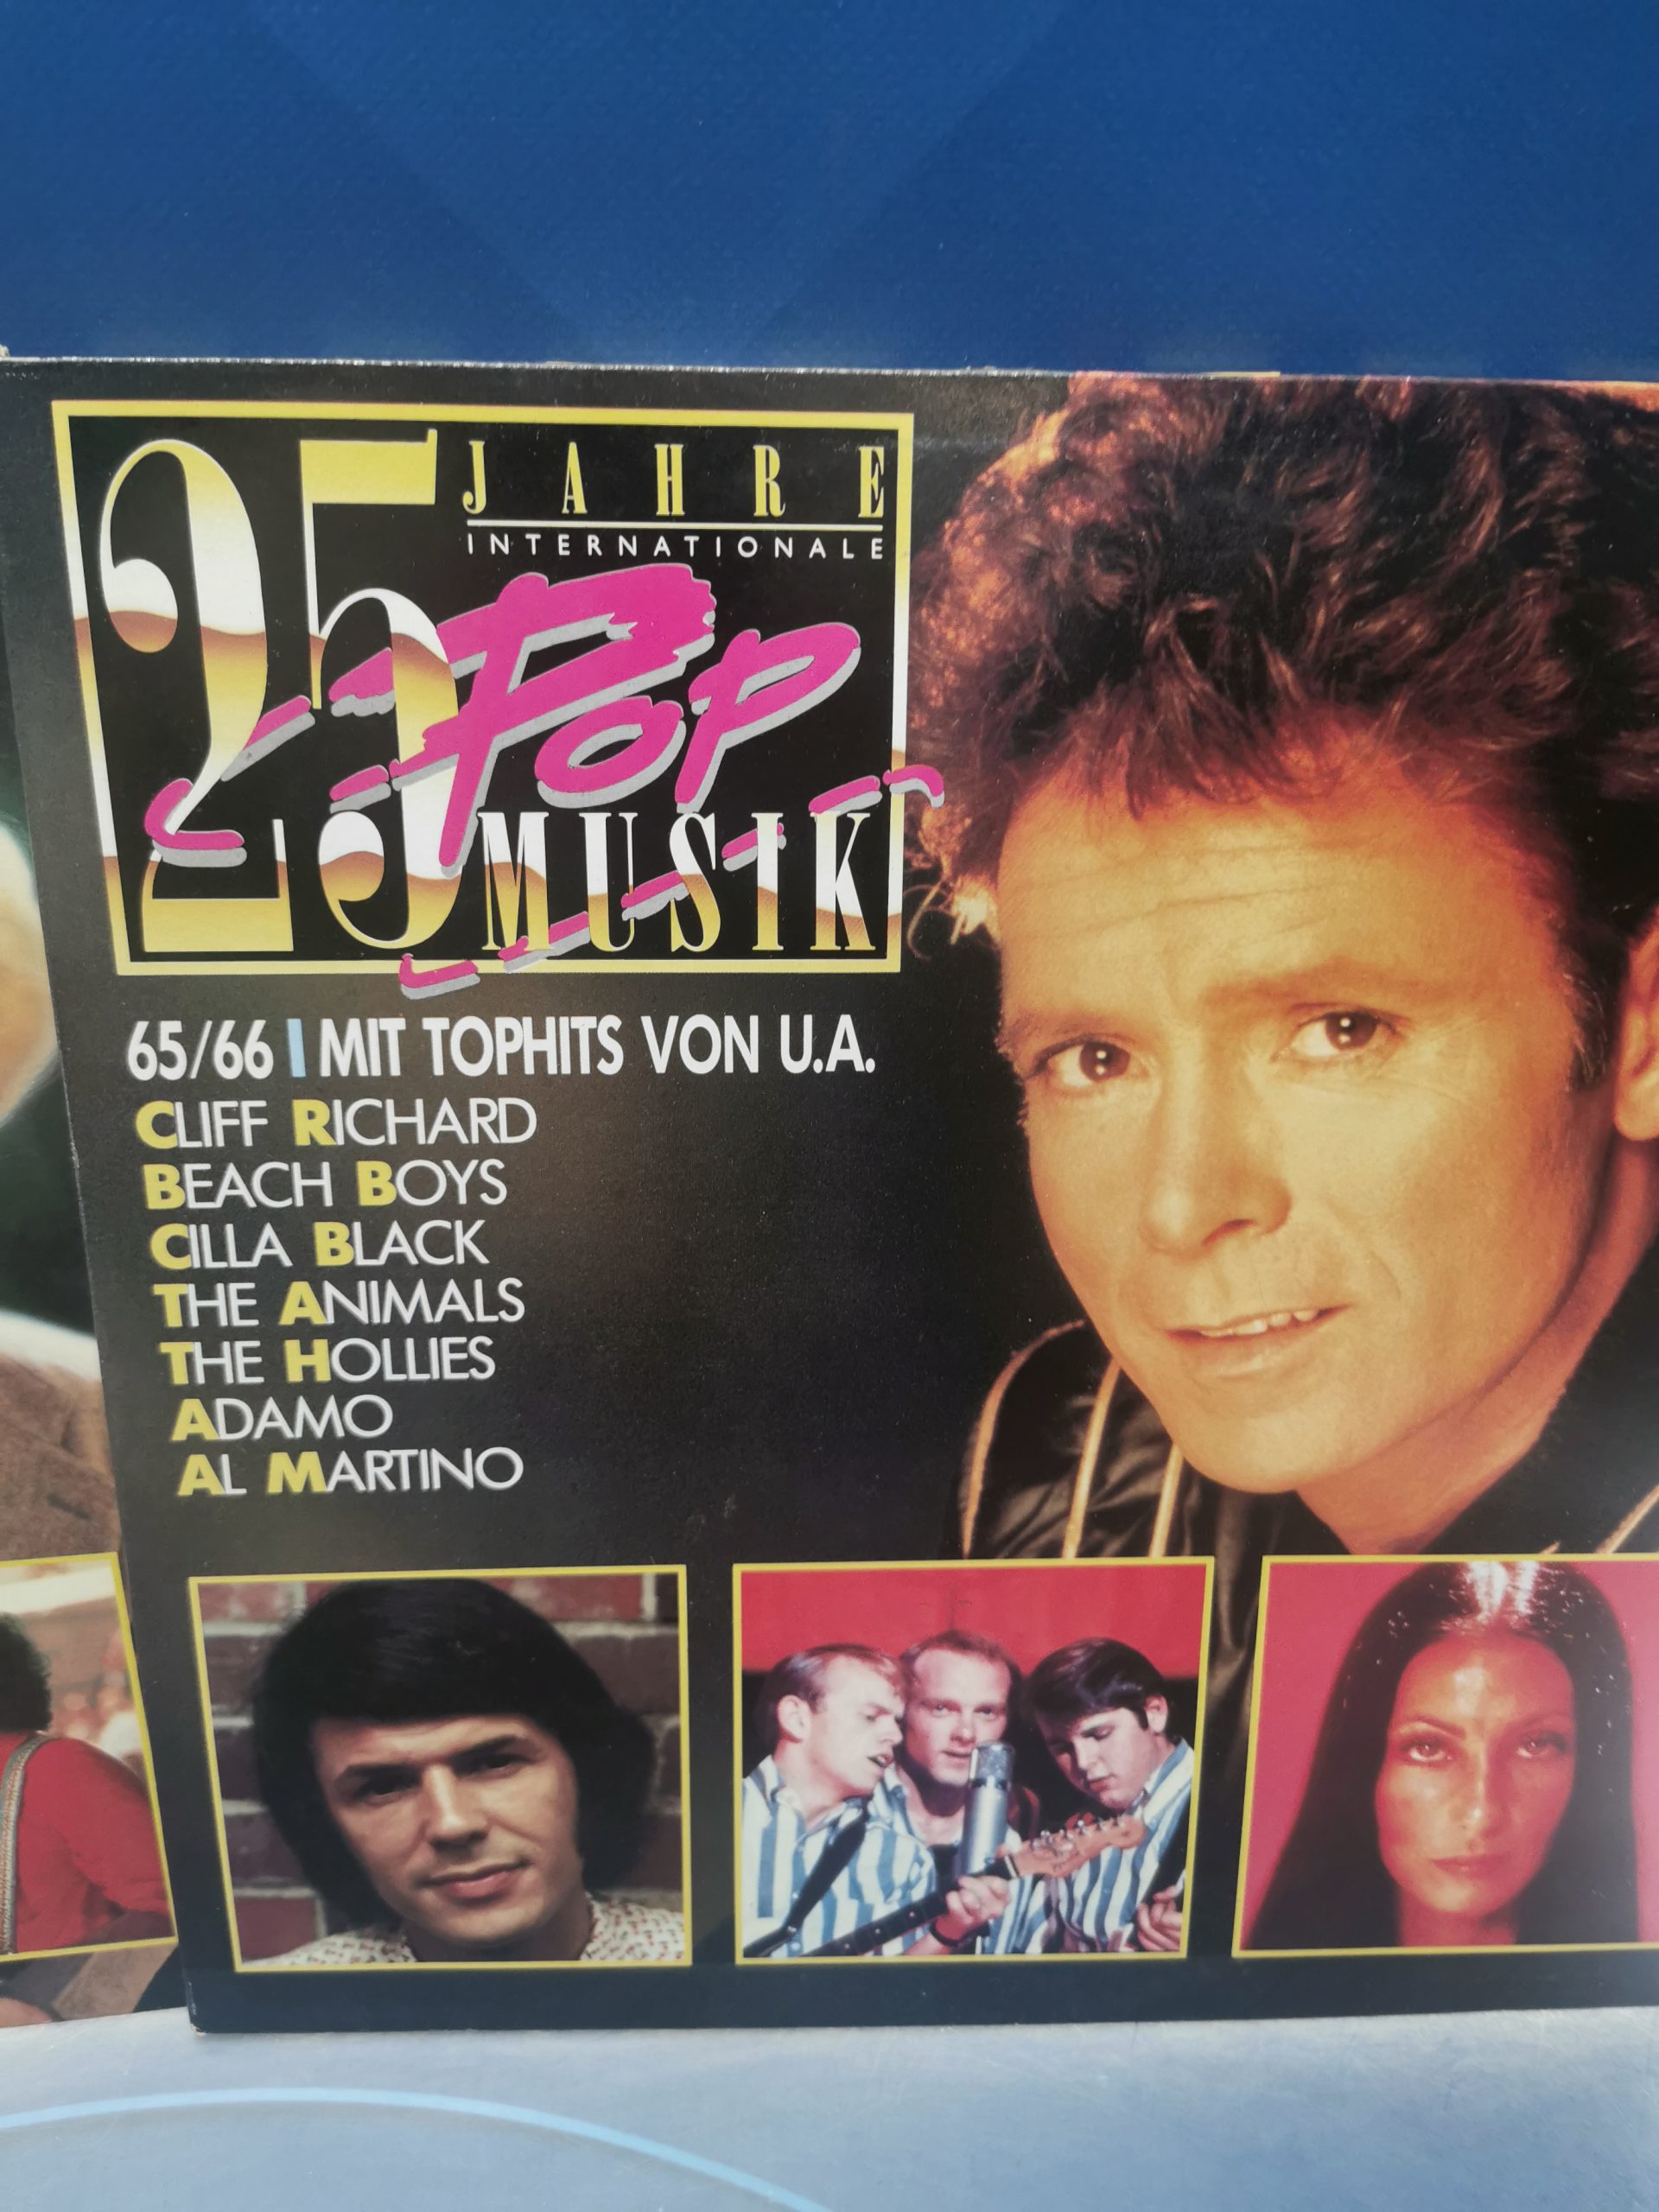 25 JAHRE
INTERNATIONALE
POP
MUSIK
65/66 | MIT TOPHITS VON U.A.
CLIFF RICHARD
BEACH BOYS
CILLA BLACK
THE ANIMALS
THE HOLLIES
ADAMO
AL MARTINO